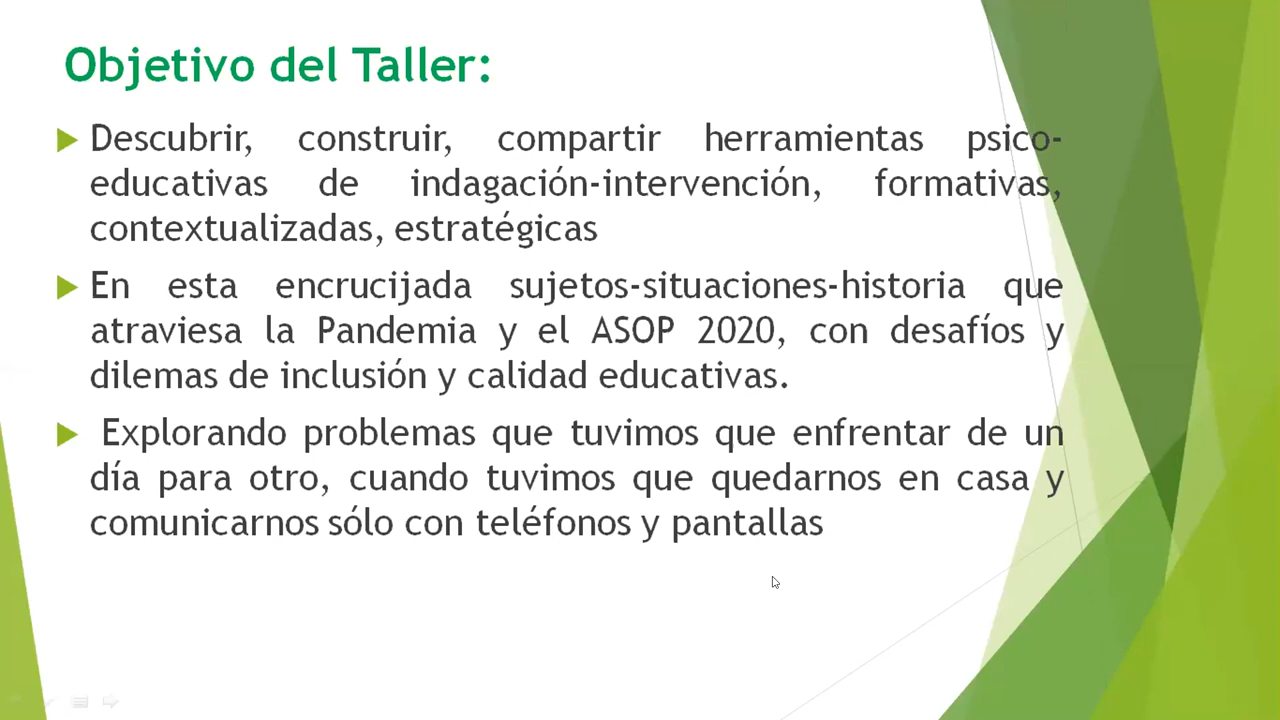 Objetivo del Taller:
Descubrir, construir, compartir herramientas psico-
educativas de indagación-intervención, formativas,
contextualizadas, estratégicas
En esta encrucijada sujetos-situaciones-historia que
atraviesa la Pandemia y el ASOP 2020, con desafíos y
dilemas de inclusión y calidad educativas.
Explorando problemas que tuvimos que enfrentar de un
día para otro, cuando tuvimos que quedarnos en casa y
comunicarnos sólo con teléfonos y pantallas